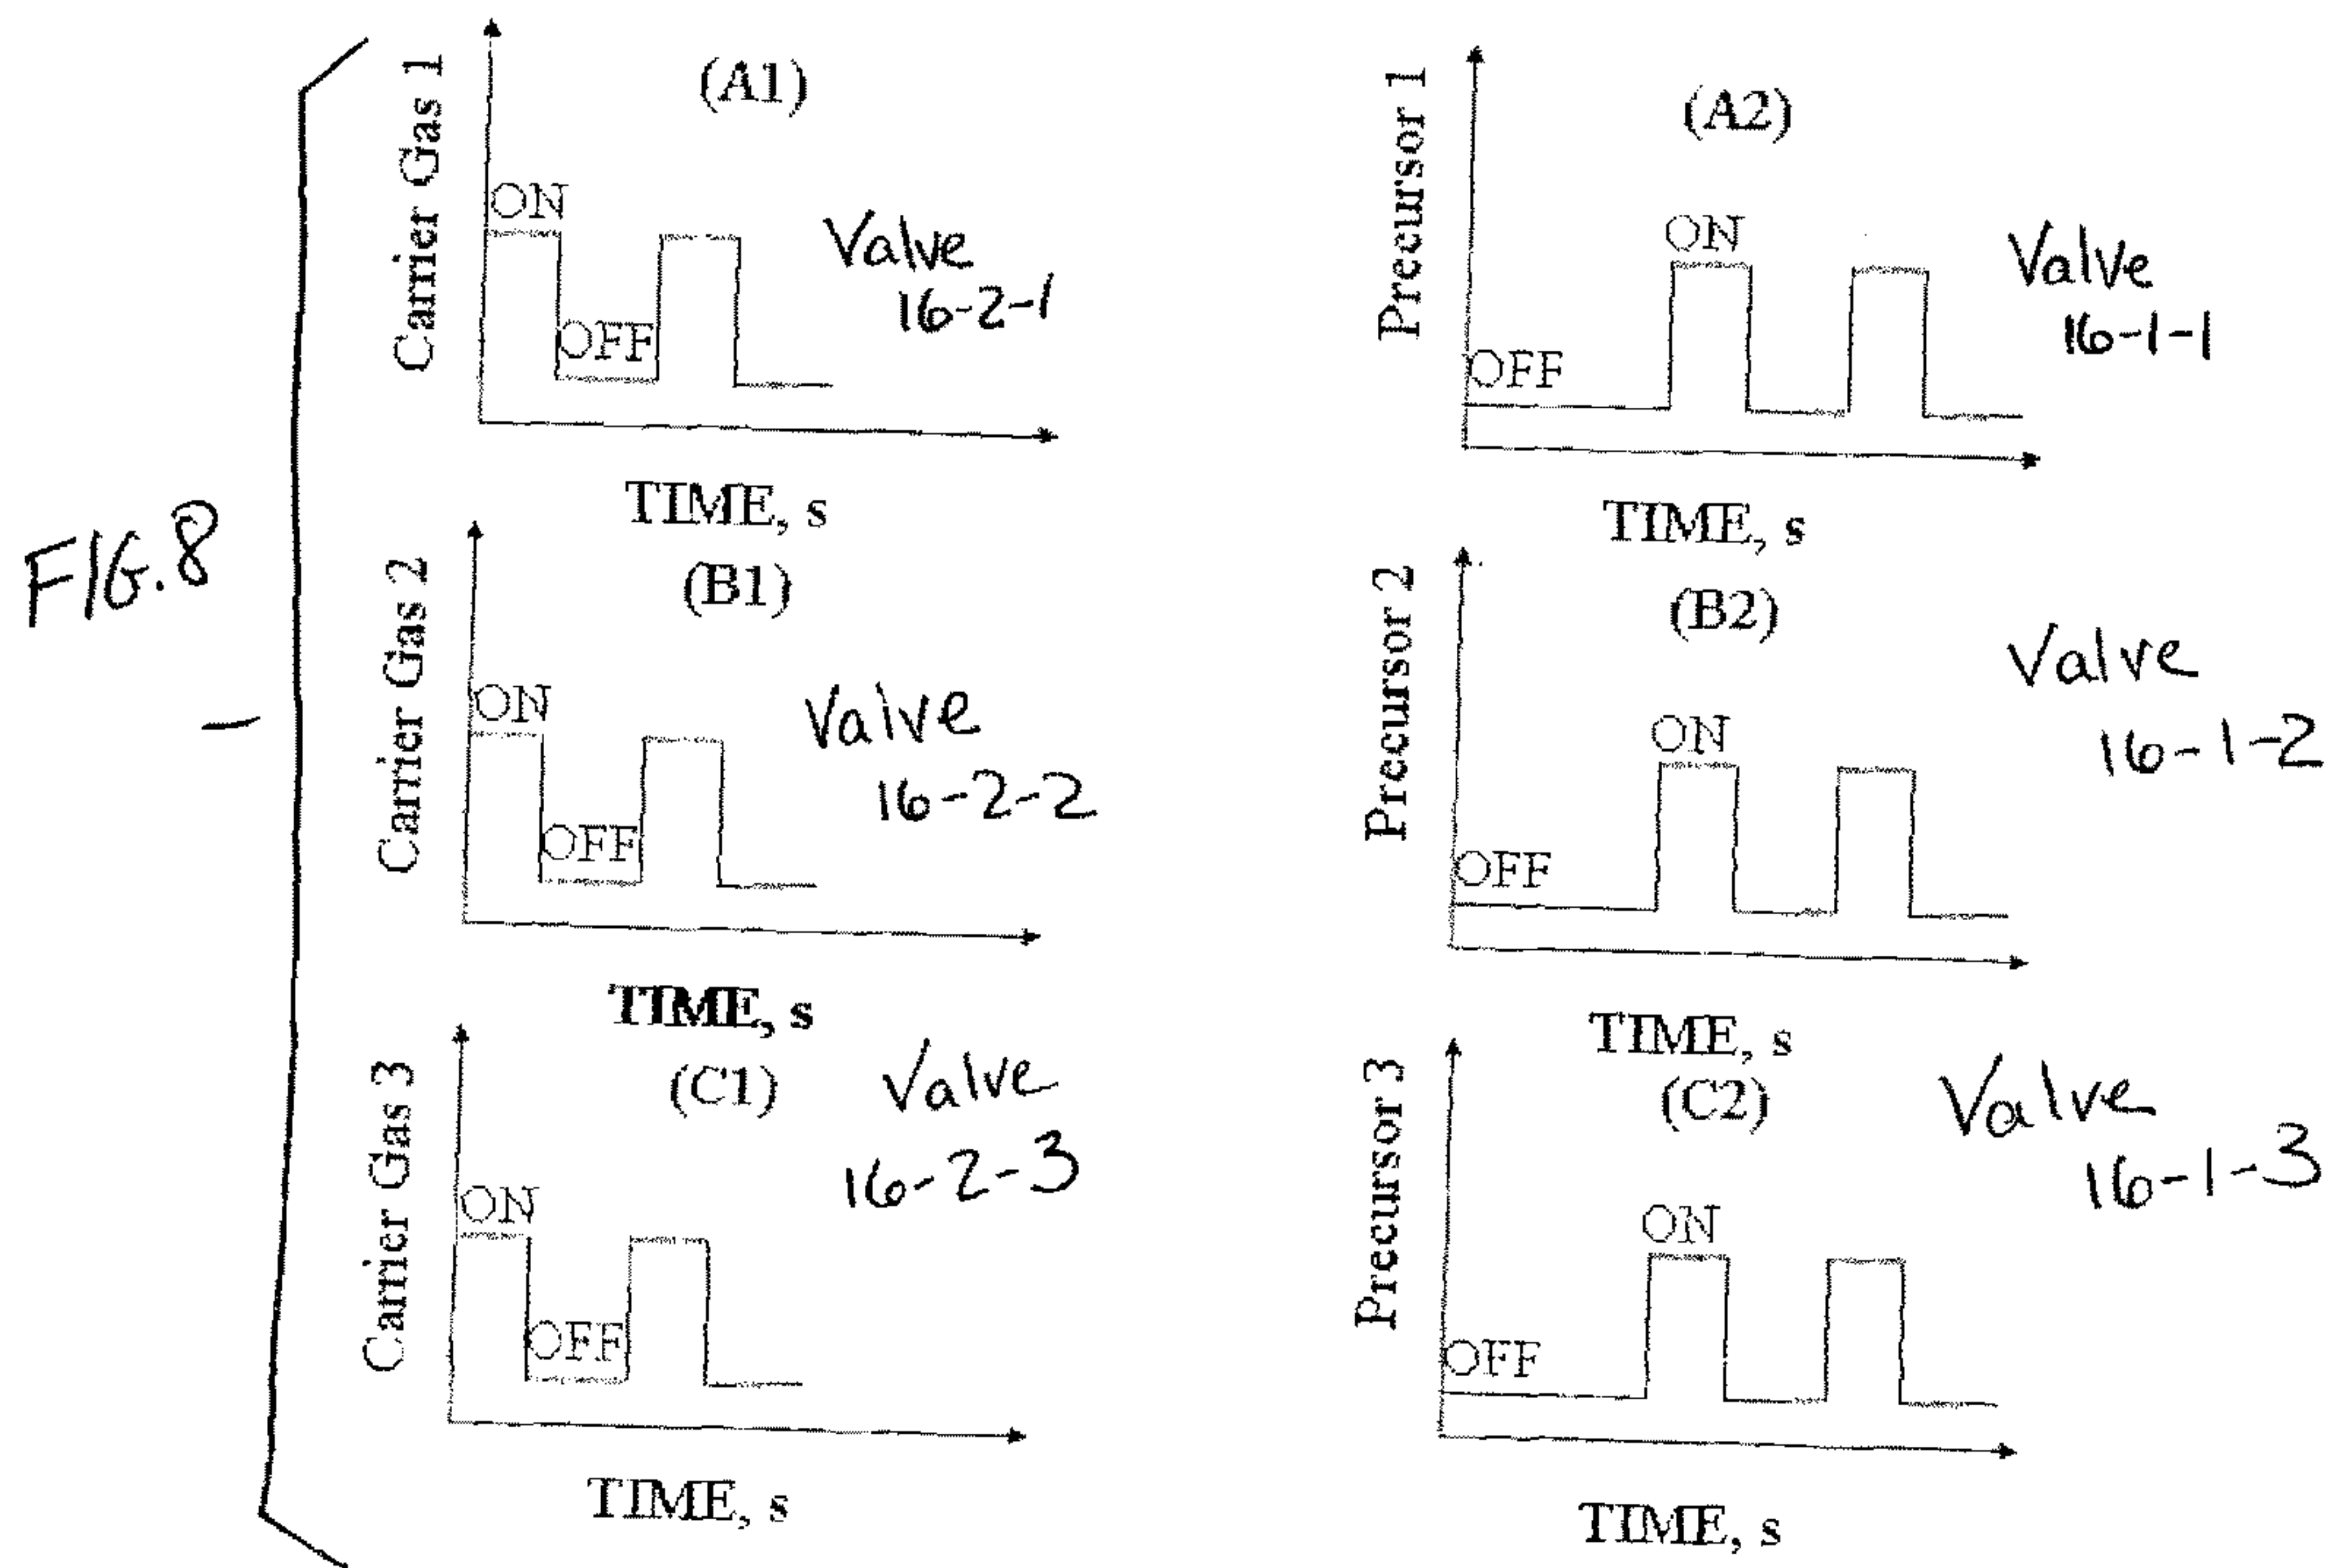 FIG.8
Carrier Gas 1
(A1)
ON
OFF
Valve
16-2-1
TIME, s
Precursor 1
(A2)
ON
OFF
Valve
16-1-1
TIME, s
Carrier Gas 2
(B1)
ON
OFF
Valve
16-2-2
TIME, s
Precursor 2
(B2)
ON
OFF
Valve
16-1-2
TIME, s
Carrier Gas 3
(C1)
ON
OFF
Valve
16-2-3
TIME, s
Precursor 3
(C2)
ON
OFF
Valve
16-1-3
TIME, s